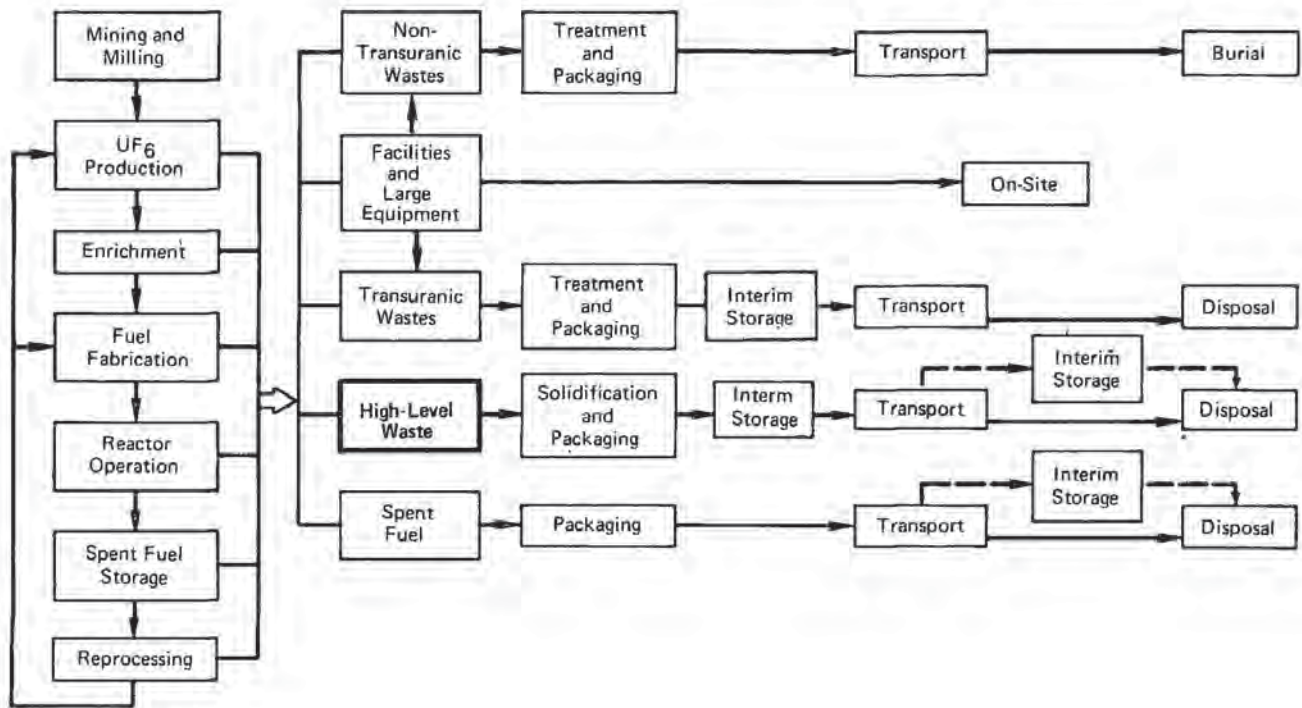 Mining and
Milling
UF6
Production
Enrichment
Fuel
Fabrication
Reactor
Operation
Spent Fuel
Storage
Reprocessing
Non-
Transuranic
Wastes
Treatment
and
Packaging
Transport
Burial
Facilities
and
Large
Equipment
On-Site
Transuranic
Wastes
Treatment
and
Packaging
Interim
Storage
Transport
Disposal
High-Level
Waste
Solidification
and
Packaging
Interm
Storage
Transport
Interim
Storage
Disposal
Spent
Fuel
Packaging
Transport
Interim
Storage
Disposal